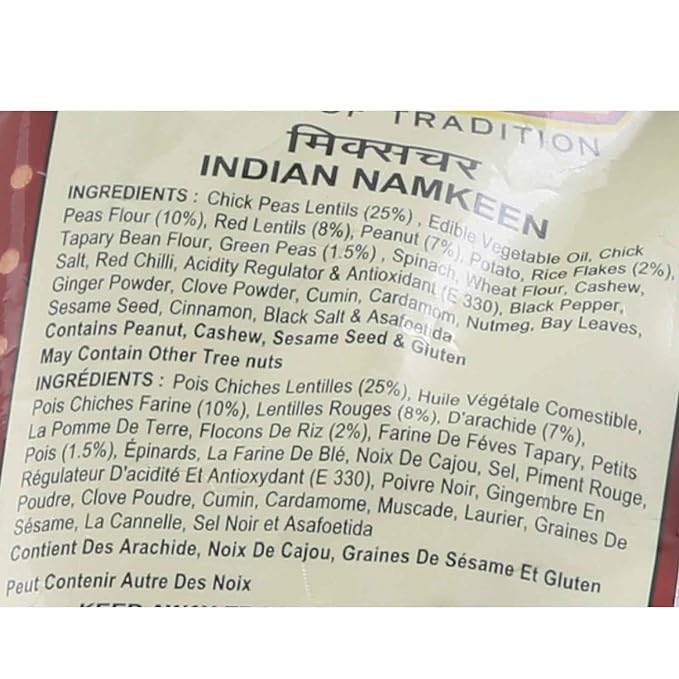 OF TRADITION
मिक्सचर
INDIAN NAMKEEN
INGREDIENTS : Chick Peas Lentils (25%) , Edible Vegetable Oil, Chick
Peas Flour (10%), Red Lentils (8%), Peanut (7%), Potato, Rice Flakes (2%),
Tapary Bean Flour, Green Peas (1.5%) , Spinach, Wheat Flour, Cashew,
Salt, Red Chilli, Acidity Regulator & Antioxidant (E 330), Black Pepper,
Ginger Powder, Clove Powder, Cumin, Cardamom, Nutmeg, Bay Leaves,
Sesame Seed, Cinnamon, Black Salt & Asafoetida
Contains Peanut, Cashew, Sesame Seed & Gluten
May Contain Other Tree nuts
INGRÉDIENTS : Pois Chiches Lentilles (25%), Huile Végétale Comestible,
Pois Chiches Farine (10%), Lentilles Rouges (8%), D'arachide (7%),
La Pomme De Terre, Flocons De Riz (2%), Farine De Féves Tapary, Petits
Pois (1.5%), Épinards, La Farine De Blé, Noix De Cajou, Sel, Piment Rouge,
Régulateur D'acidité Et Antioxydant (E 330), Poivre Noir, Gingembre En
Poudre, Clove Poudre, Cumin, Cardamome, Muscade, Laurier, Graines De
Sésame, La Cannelle, Sel Noir et Asafoetida
Contient Des Arachide, Noix De Cajou, Graines De Sésame Et Gluten
Peut Contenir Autre Des Noix
KEEP AWAY